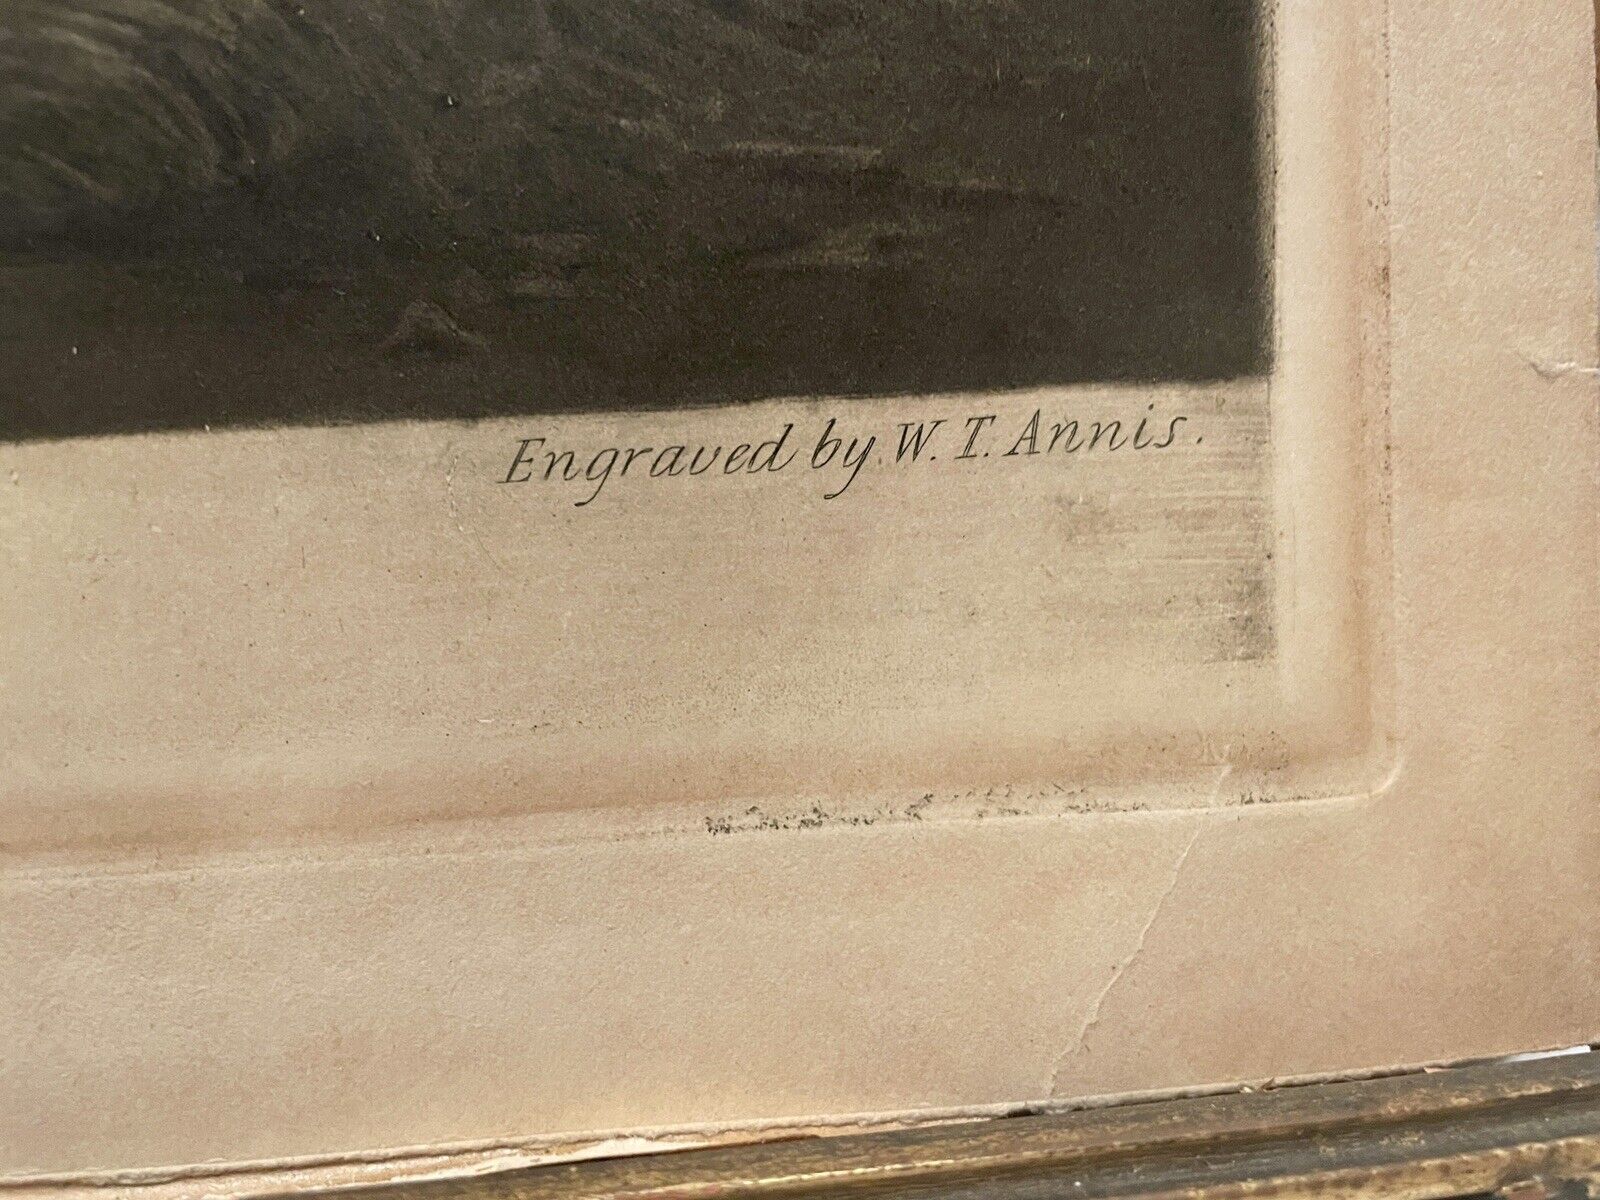 Engraved by W. T. Annis.